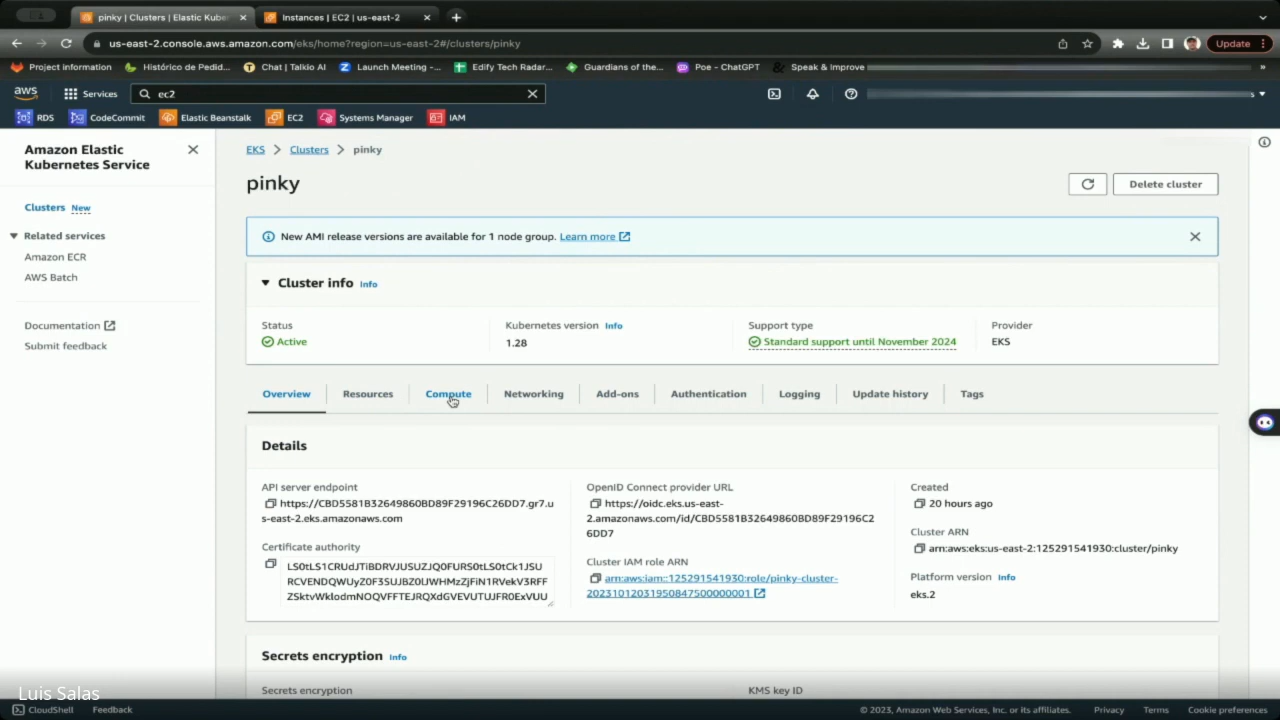 pinky | Clusters | Elastic Kube
Instances | EC2 | us-east-2
us-east-2.console.aws.amazon.com/eks/home?region=us-east-2#/clusters/pinky
Update
Project Information
Histórico de Pedid...
Chat | Talkio AI
Launch Meeting -...
Edify Tech Radar...
Guardians of the...
Poe - ChatGPT
Speak & Improve
aws
Services
ec2
RDS
CodeCommit
Elastic Beanstalk
EC2
Systems Manager
IAM
Amazon Elastic
Kubernetes Service
Clusters New
Related services
Amazon ECR
AWS Batch
Documentation
Submit feedback
EKS > Clusters > pinky
pinky
Delete cluster
New AMI release versions are available for 1 node group. Learn more
Cluster info Info
Status
Active
Kubernetes version Info
1.28
Support type
Standard support until November 2024
Provider
EKS
Overview
Resources
Compute
Networking
Add-ons
Authentication
Logging
Update history
Tags
Details
API server endpoint
https://CBD5581B32649860BD89F29196C26DD7.gr7.u
s-east-2.eks.amazonaws.com
Certificate authority
OpenID Connect provider URL
https://oidc.eks.us-east-
2.amazonaws.com/id/CBD5581B32649860BD89F29196C2
6DD7
Cluster IAM role ARN
arn:aws:iam::125291541930:role/pinky-cluster-
20231012031950847500000001
Created
20 hours ago
Cluster ARN
arn:aws:eks:us-east-2:125291541930:cluster/pinky
Platform version Info
eks.2
Secrets encryption Info
Secrets encryption
KMS key ID
Luis Salas
CloudShell
Feedback
© 2023, Amazon Web Services, Inc. or its affiliates.
Privacy
Terms
Cookie preferences